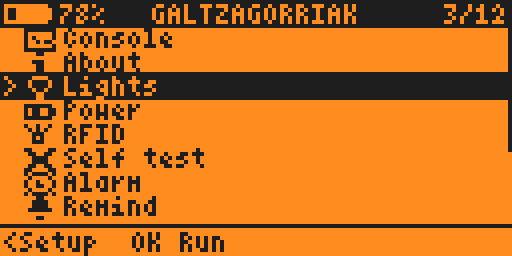 78% GALTZAGORRIAK 3/12
Console
About
> Lights
Power
RFID
Self test
Alarm
Remind
<Setup OK Run